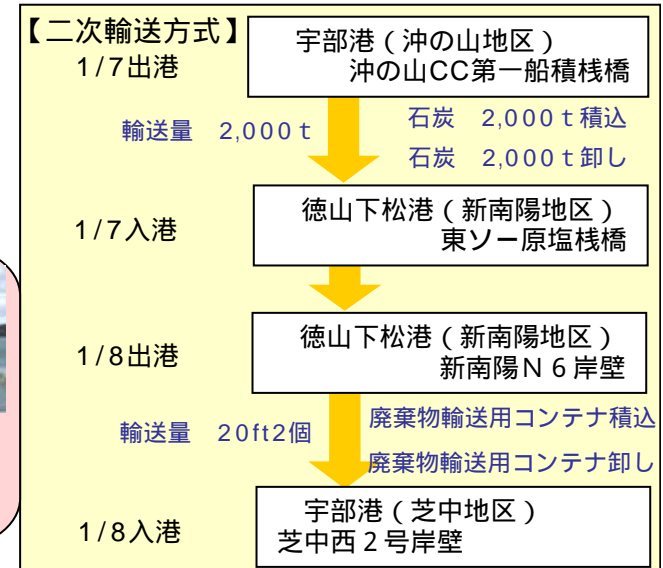 【二次輸送方式】
1/7出港
宇部港(沖の山地区)
沖の山CC第一船積桟橋
輸送量 2,000t
石炭 2,000t積込
石炭 2,000t卸し
1/7入港
徳山下松港(新南陽地区)
東ソー原塩桟橋
1/8出港
徳山下松港(新南陽地区)
新南陽N6岸壁
輸送量 20ft2個
廃棄物輸送用コンテナ積込
廃棄物輸送用コンテナ卸し
1/8入港
宇部港(芝中地区)
芝中西2号岸壁